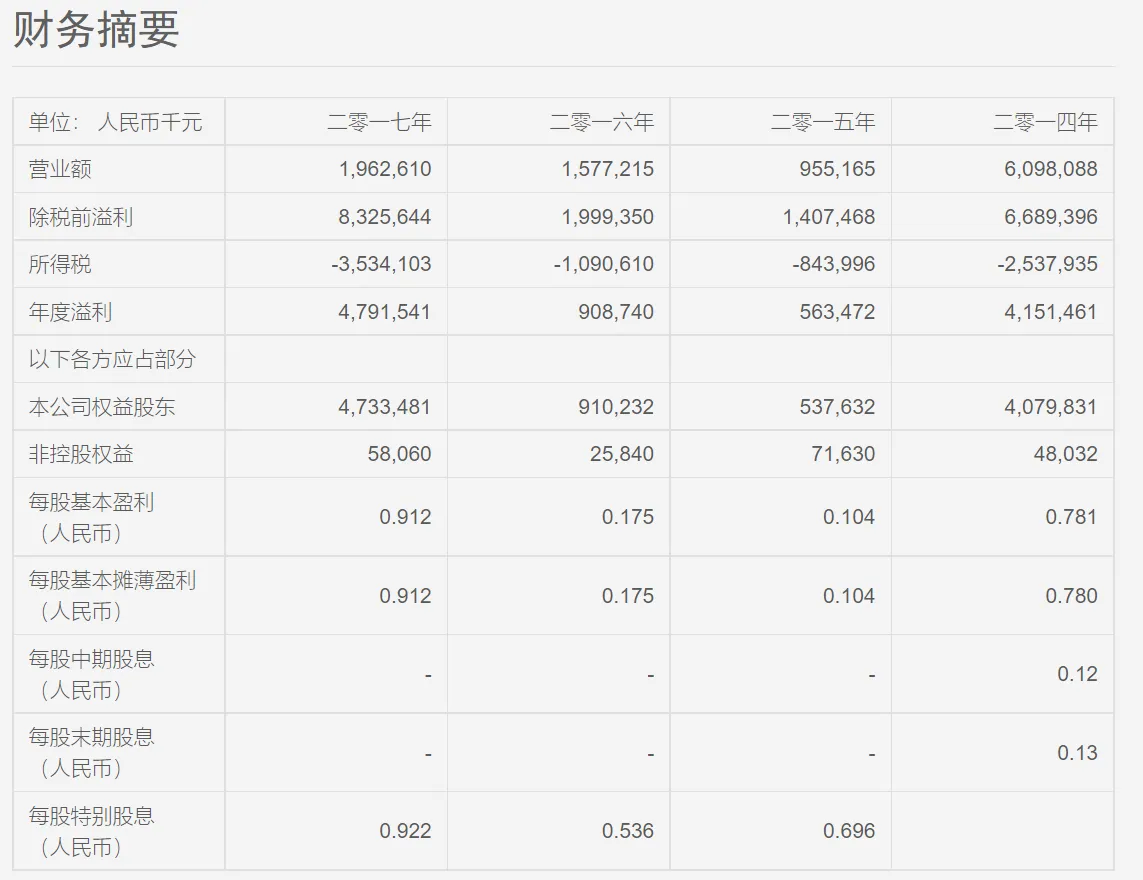 财务摘要
单位： 人民币千元 二零一七年 二零一六年 二零一五年 二零一四年
营业额 1,962,610 1,577,215 955,165 6,098,088
除税前溢利 8,325,644 1,999,350 1,407,468 6,689,396
所得税 -3,534,103 -1,090,610 -843,996 -2,537,935
年度溢利 4,791,541 908,740 563,472 4,151,461
以下各方应占部分
本公司权益股东 4,733,481 910,232 537,632 4,079,831
非控股权益 58,060 25,840 71,630 48,032
每股基本盈利
（人民币） 0.912 0.175 0.104 0.781
每股基本摊薄盈利
（人民币） 0.912 0.175 0.104 0.780
每股中期股息
（人民币） - - - 0.12
每股末期股息
（人民币） - - - 0.13
每股特别股息
（人民币） 0.922 0.536 0.696